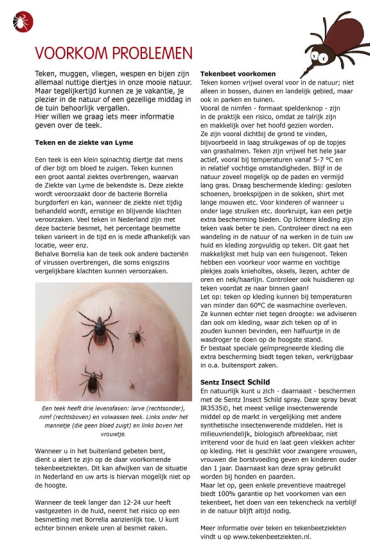 VOORKOM PROBLEMEN
Teken, muggen, vliegen, wespen en bijen zijn
allemaal nuttige diertjes in onze mooie natuur.
Maar tegelijkertijd kunnen ze je vakantie, je
plezier in de natuur of een gezellige middag in
de tuin behoorlijk vergallen.
Hier willen we graag iets meer informatie
geven over de teek.
Teken en de ziekte van Lyme
Een teek is een klein spinachtig diertje dat mens
of dier bijt om bloed te zuigen. Teken kunnen
een groot aantal ziektes overbrengen, waarvan
de Ziekte van Lyme de bekendste is. Deze ziekte
wordt veroorzaakt door de bacterie Borrelia
burgdorferi en kan, wanneer de ziekte niet tijdig
behandeld wordt, ernstige en blijvende klachten
veroorzaken. Veel teken in Nederland zijn met
deze bacterie besmet, het percentage besmette
teken varieert in de tijd en is mede afhankelijk van
locatie, weer enz.
Behalve Borrelia kan de teek ook andere bacteriën
of virussen overbrengen, die soms enigszins
vergelijkbare klachten kunnen veroorzaken.
Een teek heeft drie levensfasen: larve (rechtsonder),
nimf (rechtsboven) en volwassen teek. Links onder het
mannetje (die geen bloed zuigt) en links boven het
vrouwtje.
Wanneer u in het buitenland gebeten bent,
dient u alert te zijn op de daar voorkomende
tekenbeetziekten. Dit kan afwijken van de situatie
in Nederland en uw arts is hiervan mogelijk niet op
de hoogte.
Wanneer de teek langer dan 12-24 uur heeft
vastgezeten in de huid, neemt het risico op een
besmetting met Borrelia aanzienlijk toe. U kunt
echter binnen enkele uren al besmet raken.
Tekenbeet voorkomen
Teken komen vrijwel overal voor in de natuur; niet
alleen in bossen, duinen en landelijk gebied, maar
ook in parken en tuinen.
Vooral de nimfen - formaat speldenknop - zijn
in de praktijk een risico, omdat ze talrijk zijn
en makkelijk over het hoofd gezien worden.
Ze zijn vooral dichtbij de grond te vinden,
bijvoorbeeld in laag struikgewas of op de topjes
van grashalmen. Teken zijn vrijwel het hele jaar
actief, vooral bij temperaturen vanaf 5-7 °C en
in relatief vochtige omstandigheden. Blijf in de
natuur zoveel mogelijk op de paden en vermijd
lang gras. Draag beschermende kleding: gesloten
schoenen, broekspijpen in de sokken, shirt met
lange mouwen etc. Voor kinderen of wanneer u
onder lage struiken etc. doorkruipt, kan een petje
extra bescherming bieden. Op lichtere kleding zijn
teken vaak beter te zien. Controleer direct na een
wandeling in de natuur of na werken in de tuin uw
huid en kleding zorgvuldig op teken. Dit gaat het
makkelijkst met hulp van een huisgenoot. Teken
hebben een voorkeur voor warme en vochtige
plekjes zoals knieholtes, oksels, liezen, achter de
oren en nek/haarlijn. Controleer ook huisdieren op
teken voordat ze naar binnen gaan!
Let op: teken op kleding kunnen bij temperaturen
van minder dan 60°C de wasmachine overleven.
Ze kunnen echter niet tegen droogte: we adviseren
dan ook om kleding, waar zich teken op of in
zouden kunnen bevinden, een halfuurtje in de
wasdroger te doen op de hoogste stand.
Er bestaat speciale geïmpregneerde kleding die
extra bescherming biedt tegen teken, verkrijgbaar
in o.a. buitensport zaken.
Sentz Insect Schild
En natuurlijk kunt u zich - daarnaast - beschermen
met de Sentz Insect Schild spray. Deze spray bevat
IR3535®, het meest veilige insectenwerende
middel op de markt in vergelijking met andere
synthetische insectenwerende middelen. Het is
milieuvriendelijk, biologisch afbreekbaar, niet
irriterend voor de huid en laat geen vlekken achter
op kleding. Het is geschikt voor zwangere vrouwen,
vrouwen die borstvoeding geven en kinderen ouder
dan 1 jaar. Daarnaast kan deze spray gebruikt
worden bij honden en paarden.
Maar let op, geen enkele preventieve maatregel
biedt 100% garantie op het voorkomen van een
tekenbeet, het doen van een tekencheck na verblijf
in de natuur blijft altijd nodig.
Meer informatie over teken en tekenbeetziekten
vindt u op www.tekenbeetziekten.nl.